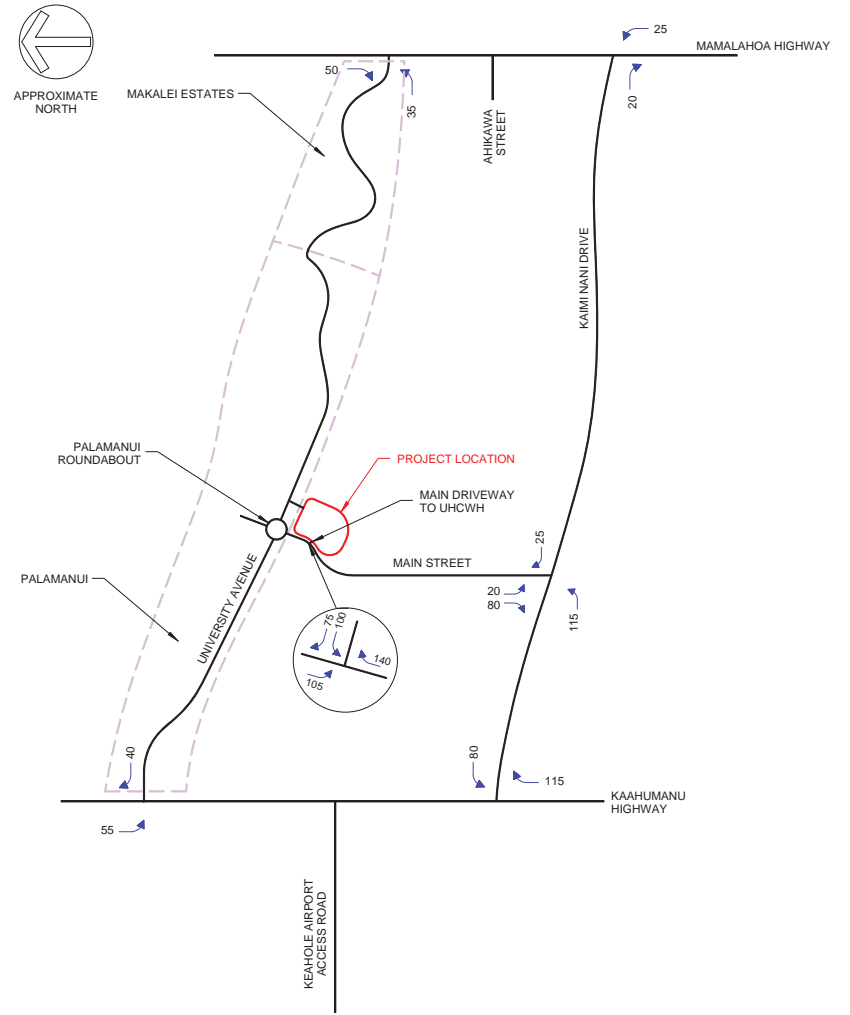 25
MAMALAHOA HIGHWAY
50
MAKALEI ESTATES
APPROXIMATE
NORTH
35
AHIKAWA
STREET
20
KAIMI NANI DRIVE
PALAMANUI
ROUNDABOUT
PROJECT LOCATION
MAIN DRIVEWAY
TO UHCWH
MAIN STREET
25
PALAMANUI
UNIVERSITY AVENUE
20
80
115
75
100
140
105
40
80
115
KAAHUMANU
HIGHWAY
55
KEAHOLE AIRPORT
ACCESS ROAD